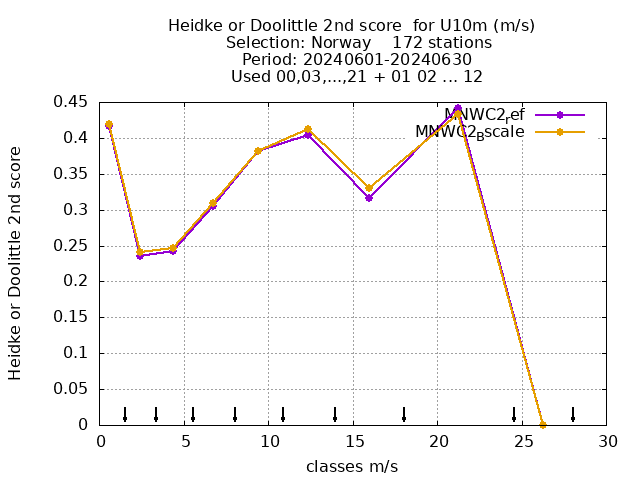 Heidke or Doolittle 2nd score  for U10m (m/s)
Selection: Norway    172 stations
Period: 20240601-20240630
Used 00,03,...,21 + 01 02 ... 12
Heidke or Doolittle 2nd score
0.45
0.4
0.35
0.3
0.25
0.2
0.15
0.1
0.05
0
MNWC2_ref
MNWC2_Bscale
0 5 10 15 20 25 30
classes m/s